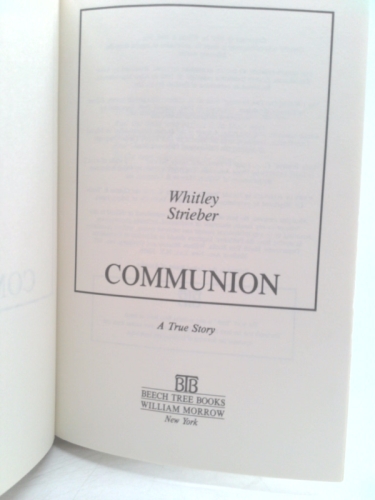 Whitley
Strieber
COMMUNION
A True Story
BTB
BEECH TREE BOOKS
WILLIAM MORROW
New York